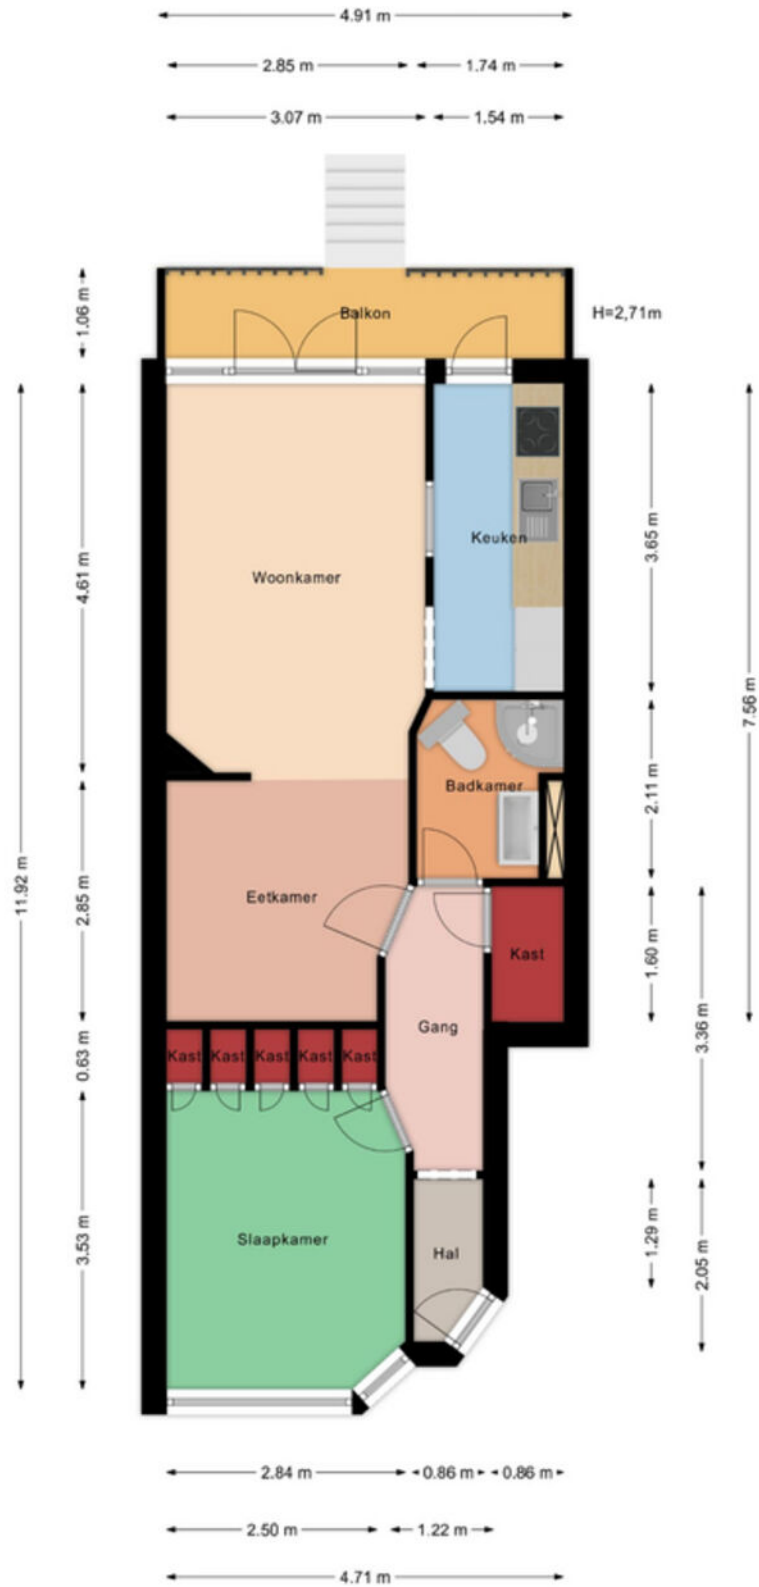 4.91 m
2.85 m
1.74 m
3.07 m
1.54 m
1.06 m
Balkon
H=2,71m
4.61 m
Woonkamer
Keuken
3.65 m
7.56 m
Badkamer
2.11 m
11.92 m
2.85 m
Eetkamer
Kast
1.60 m
Gang
3.36 m
0.63 m
Kast
Kast
Kast
Kast
Kast
3.53 m
Slaapkamer
Hal
1.29 m
2.05 m
2.84 m
0.86 m
0.86 m
2.50 m
1.22 m
4.71 m